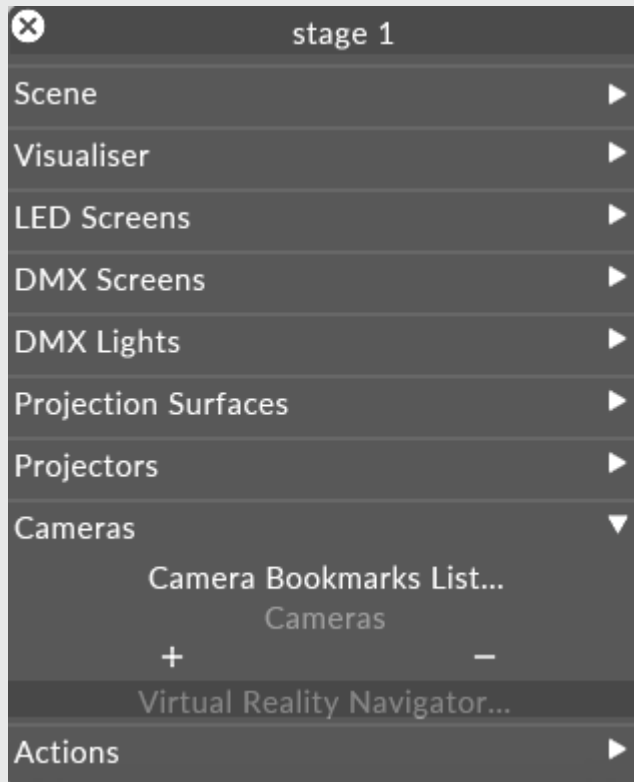 stage 1
Scene
Visualiser
LED Screens
DMX Screens
DMX Lights
Projection Surfaces
Projectors
Cameras
Camera Bookmarks List...
Cameras
+ −
Virtual Reality Navigator...
Actions